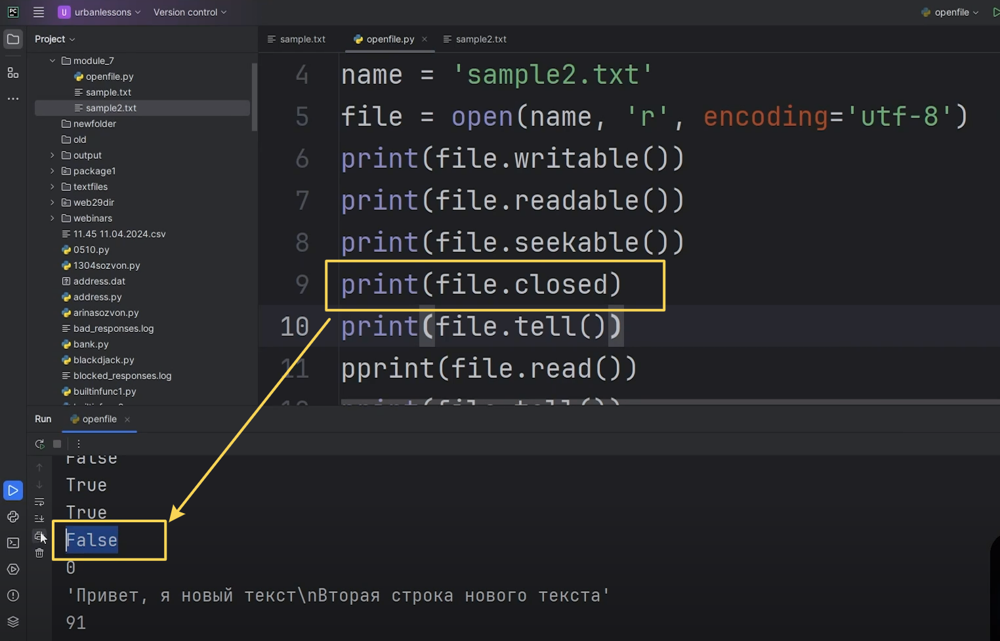 PC
U urbanlessons
Version control
openfile
Project
sample.txt
openfile.py
sample2.txt
module_7
openfile.py
sample.txt
sample2.txt
newfolder
old
output
package1
textfiles
web29dir
webinars
11.45 11.04.2024.csv
0510.py
1304sozvon.py
address.dat
address.py
arinasozvon.py
bad_responses.log
bank.py
blackdjack.py
blocked_responses.log
builtinfunc1.py
4 name = 'sample2.txt'
5 file = open(name, 'r', encoding='utf-8')
6 print(file.writable())
7 print(file.readable())
8 print(file.seekable())
9 print(file.closed)
10 print(file.tell())
11 pprint(file.read())
12 print(file.tell())
Run
openfile
False
True
True
False
0
'Привет, я новый текст\nВторая строка нового текста'
91